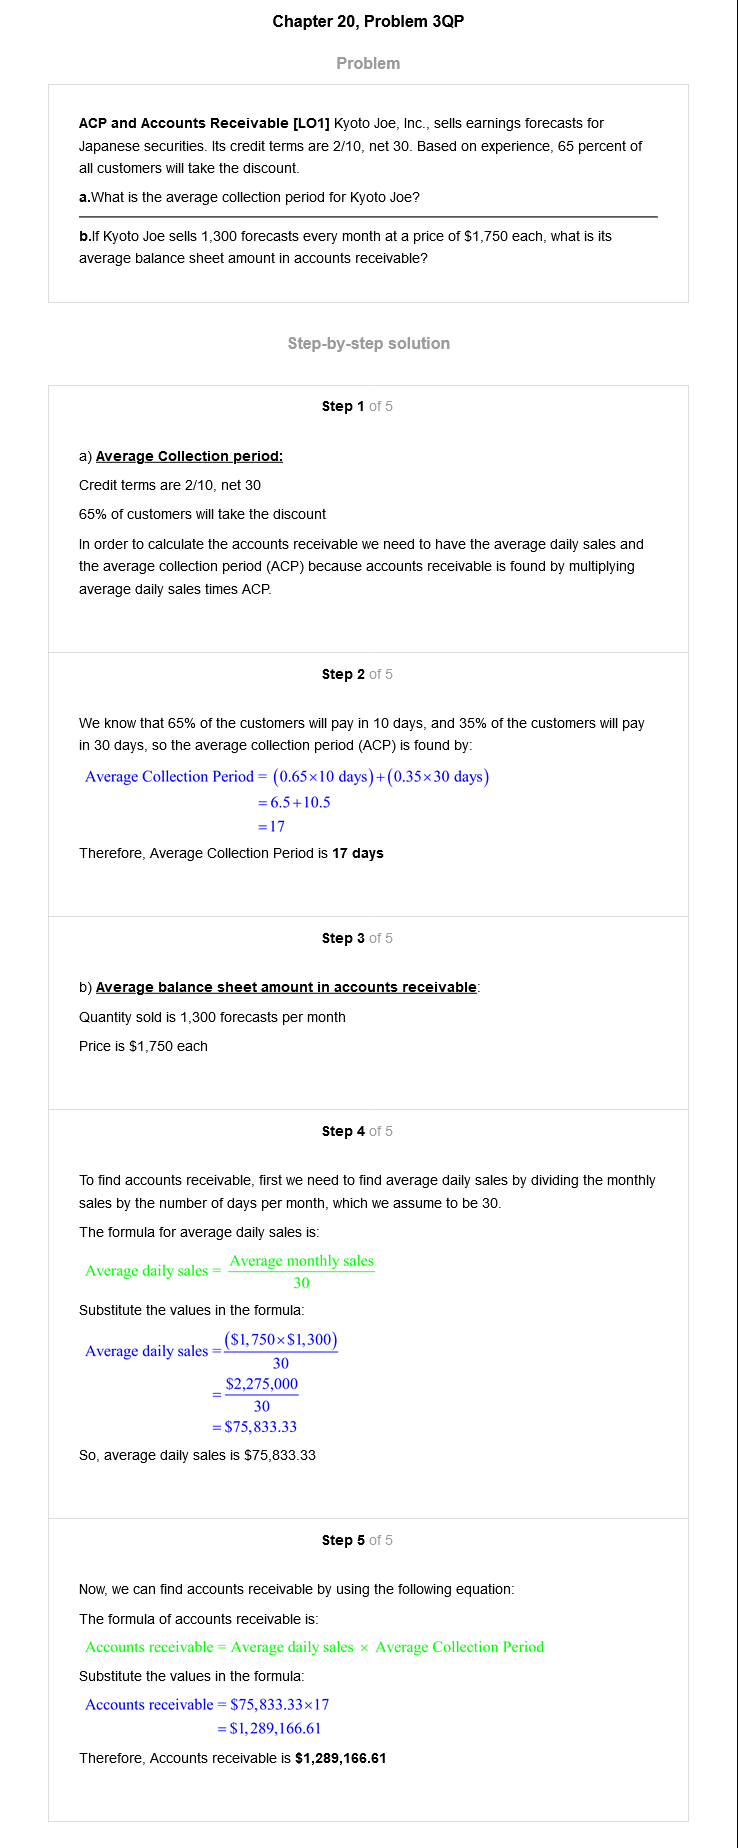 Chapter 20, Problem 3QP
Problem
ACP and Accounts Receivable [LO1] Kyoto Joe, Inc., sells earnings forecasts for
Japanese securities. Its credit terms are 2/10, net 30. Based on experience, 65 percent of
all customers will take the discount.
a.What is the average collection period for Kyoto Joe?
b.If Kyoto Joe sells 1,300 forecasts every month at a price of $1,750 each, what is its
average balance sheet amount in accounts receivable?
Step-by-step solution
Step 1 of 5
a) Average Collection period:
Credit terms are 2/10, net 30
65% of customers will take the discount
In order to calculate the accounts receivable we need to have the average daily sales and
the average collection period (ACP) because accounts receivable is found by multiplying
average daily sales times ACP.
Step 2 of 5
We know that 65% of the customers will pay in 10 days, and 35% of the customers will pay
in 30 days, so the average collection period (ACP) is found by:
Average Collection Period = (0.65×10 days)+(0.35×30 days)
= 6.5+10.5
=17
Therefore, Average Collection Period is 17 days
Step 3 of 5
b) Average balance sheet amount in accounts receivable:
Quantity sold is 1,300 forecasts per month
Price is $1,750 each
Step 4 of 5
To find accounts receivable, first we need to find average daily sales by dividing the monthly
sales by the number of days per month, which we assume to be 30.
The formula for average daily sales is:
Average daily sales = Average monthly sales
30
Substitute the values in the formula:
Average daily sales = ($1,750×$1,300)
30
= $2,275,000
30
= $75,833.33
So, average daily sales is $75,833.33
Step 5 of 5
Now, we can find accounts receivable by using the following equation:
The formula of accounts receivable is:
Accounts receivable = Average daily sales × Average Collection Period
Substitute the values in the formula:
Accounts receivable = $75,833.33×17
= $1,289,166.61
Therefore, Accounts receivable is $1,289,166.61